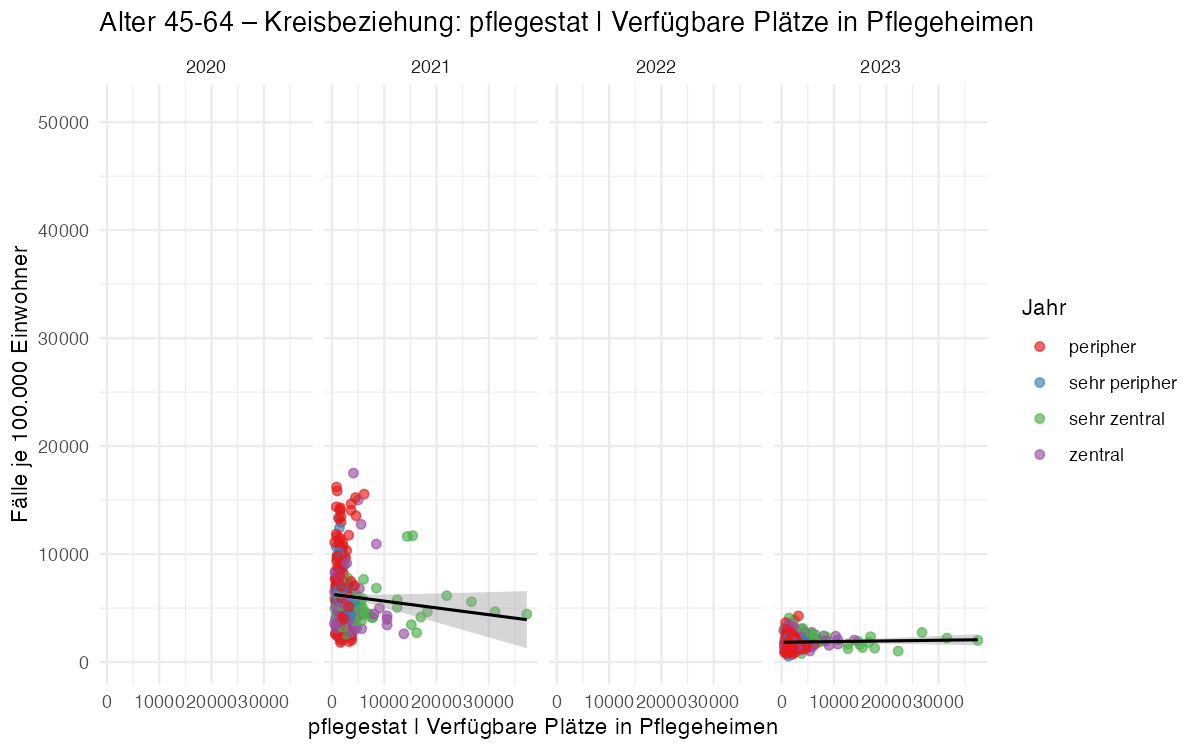 Alter 45-64 – Kreisbeziehung: pflegestat | Verfügbare Plätze in Pflegeheimen
2020 2021 2022 2023
50000
40000
30000
20000
10000
0
Fälle je 100.000 Einwohner
Jahr
peripher
sehr peripher
sehr zentral
zentral
0 10000 20000 30000 0 10000 20000 30000 0 10000 20000 30000 0 10000 20000 30000
pflegestat | Verfügbare Plätze in Pflegeheimen